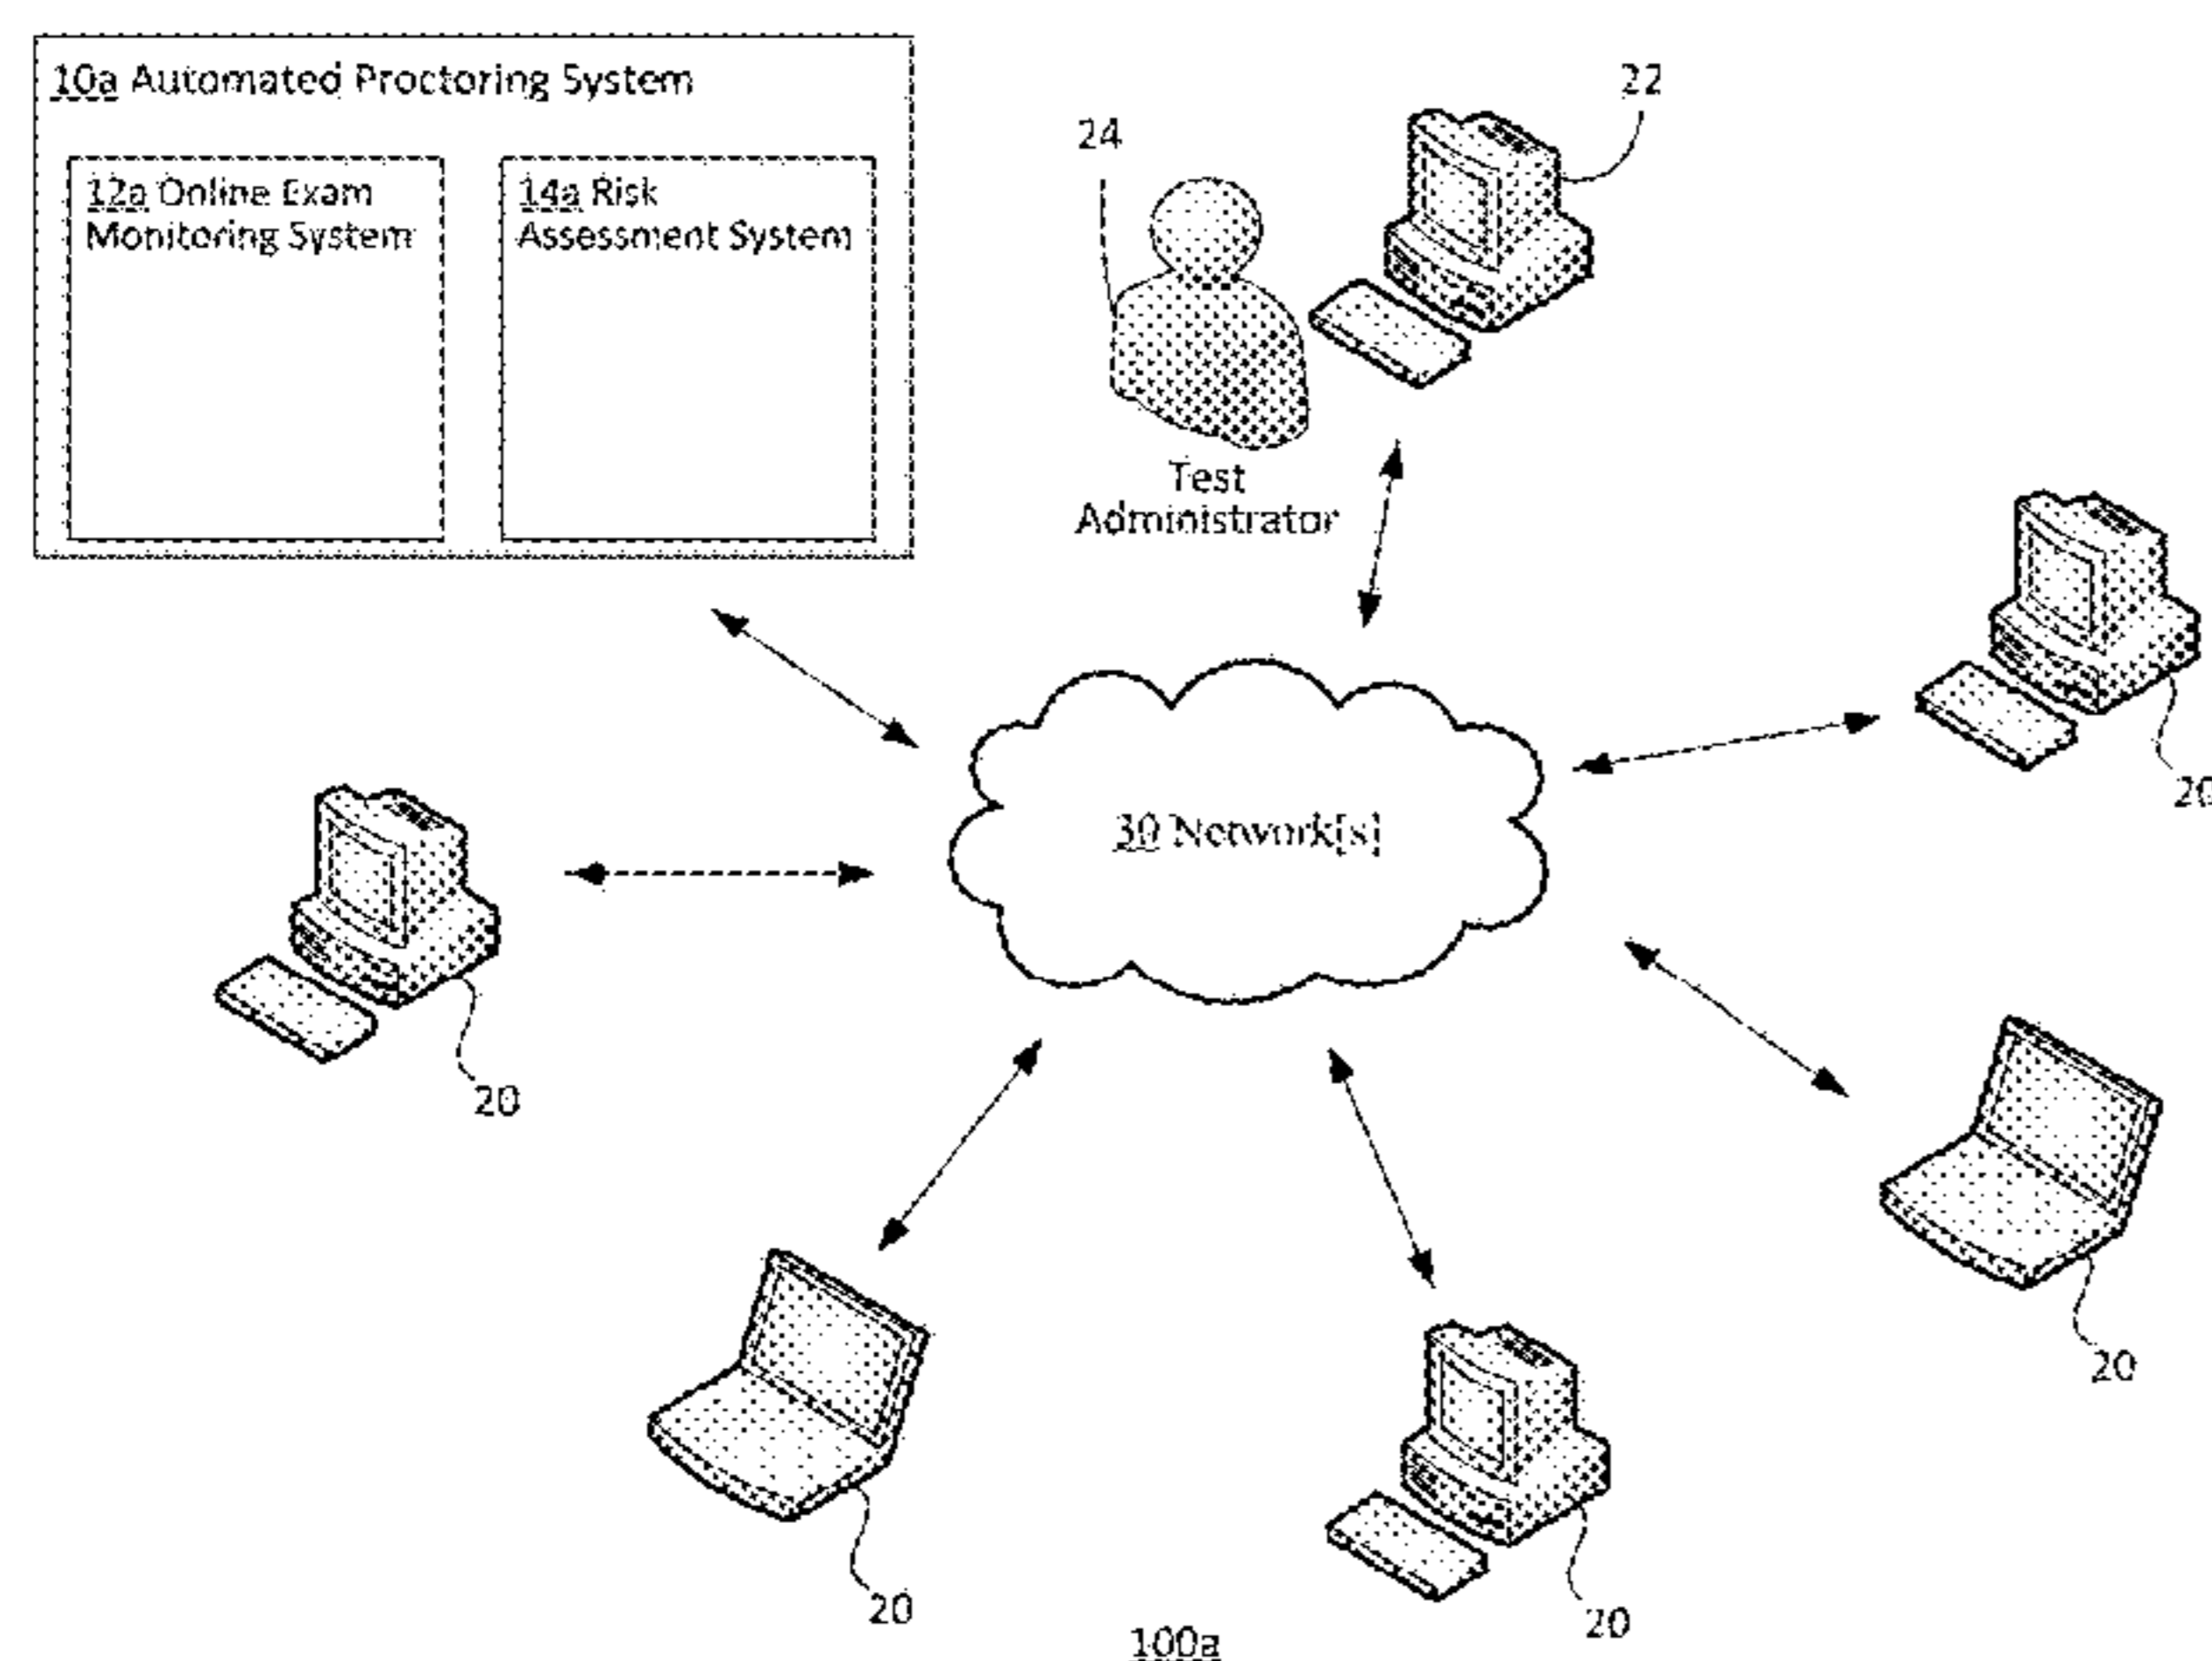 10a Automated Proctoring System
12a Online Exam
Monitoring System
14a Risk
Assessment System
24
22
Test
Administrator
20
30 Network[s]
20
20
20
20
100a